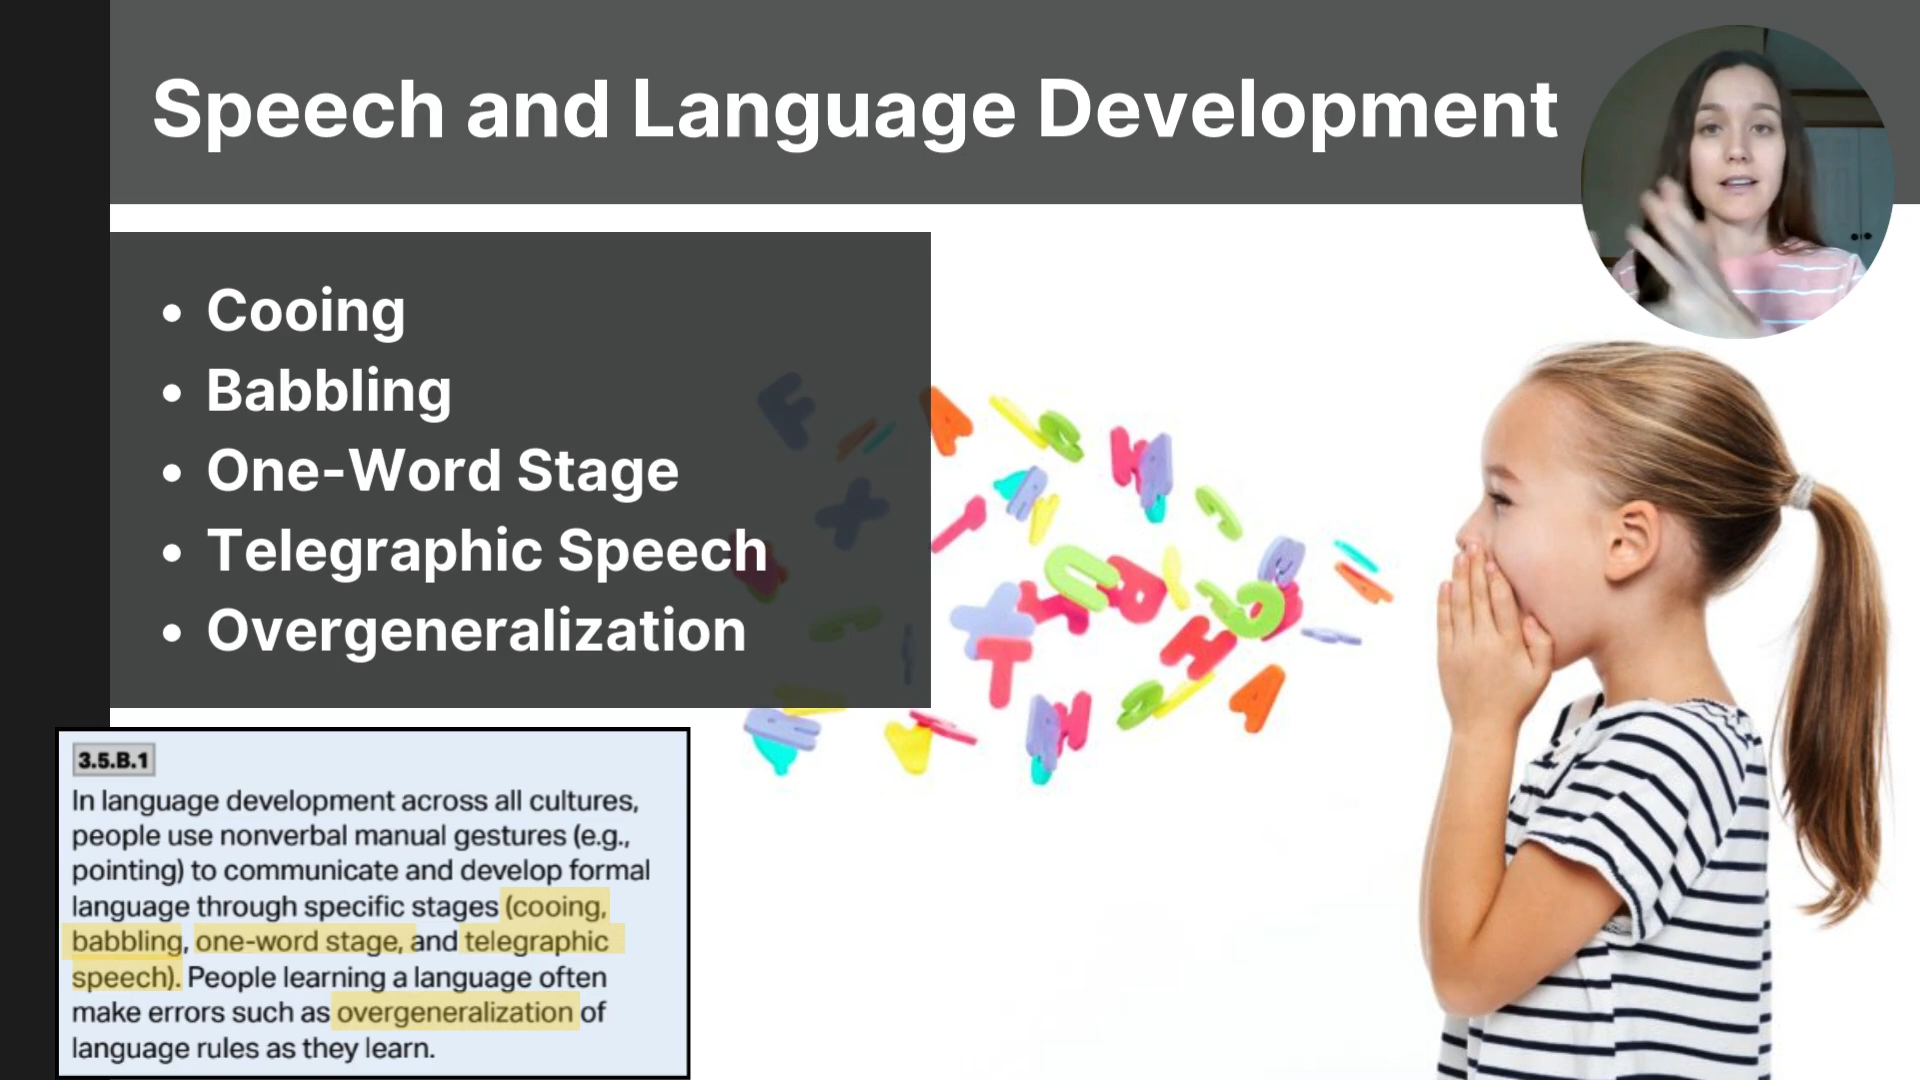 Speech and Language Development
• Cooing
• Babbling
• One-Word Stage
• Telegraphic Speech
• Overgeneralization
3.5.B.1
In language development across all cultures,
people use nonverbal manual gestures (e.g.,
pointing) to communicate and develop formal
language through specific stages (cooing,
babbling, one-word stage, and telegraphic
speech). People learning a language often
make errors such as overgeneralization of
language rules as they learn.